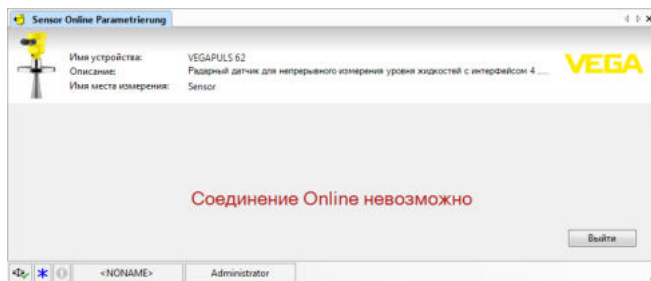 Sensor Online Parametrierung
Имя устройства: VEGAPULS 62
Описание: Радарный датчик для непрерывного измерения уровня жидкостей с интерфейсом 4 ....
Имя места измерения: Sensor
VEGA
Соединение Online невозможно
Выйти
<NONAME> Administrator